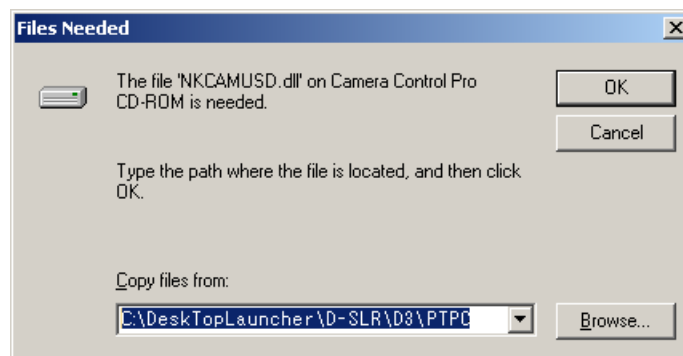 Files Needed
The file 'NKCAMUSD.dll' on Camera Control Pro
CD-ROM is needed.
OK
Cancel
Type the path where the file is located, and then click
OK.
Copy files from:
C:\DeskTopLauncher\D-SLR\D3\PTPC
Browse...